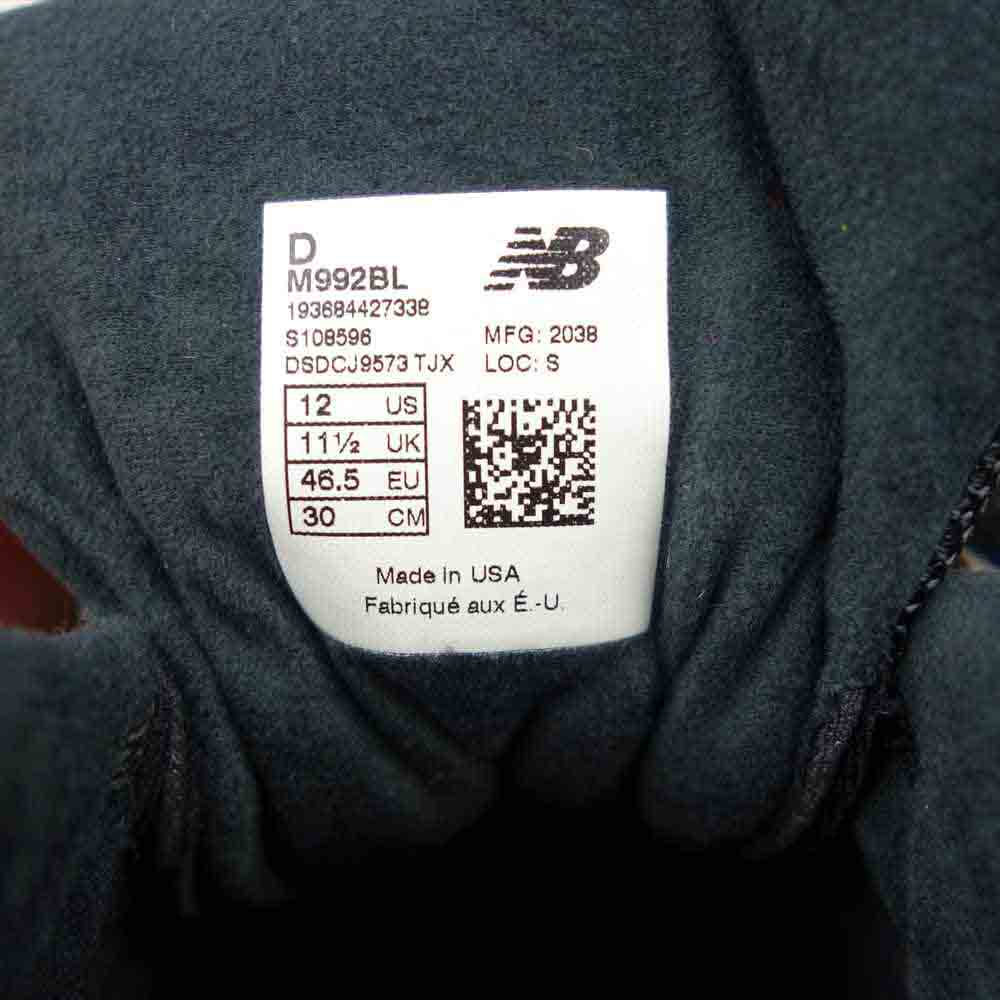 D
NB
M992BL
193684427338
S108596 MFG: 2038
DSDCJ9573 TJX LOC: S
12 US
11½ UK
46.5 EU
30 CM
Made in USA
Fabriqué aux É.-U.